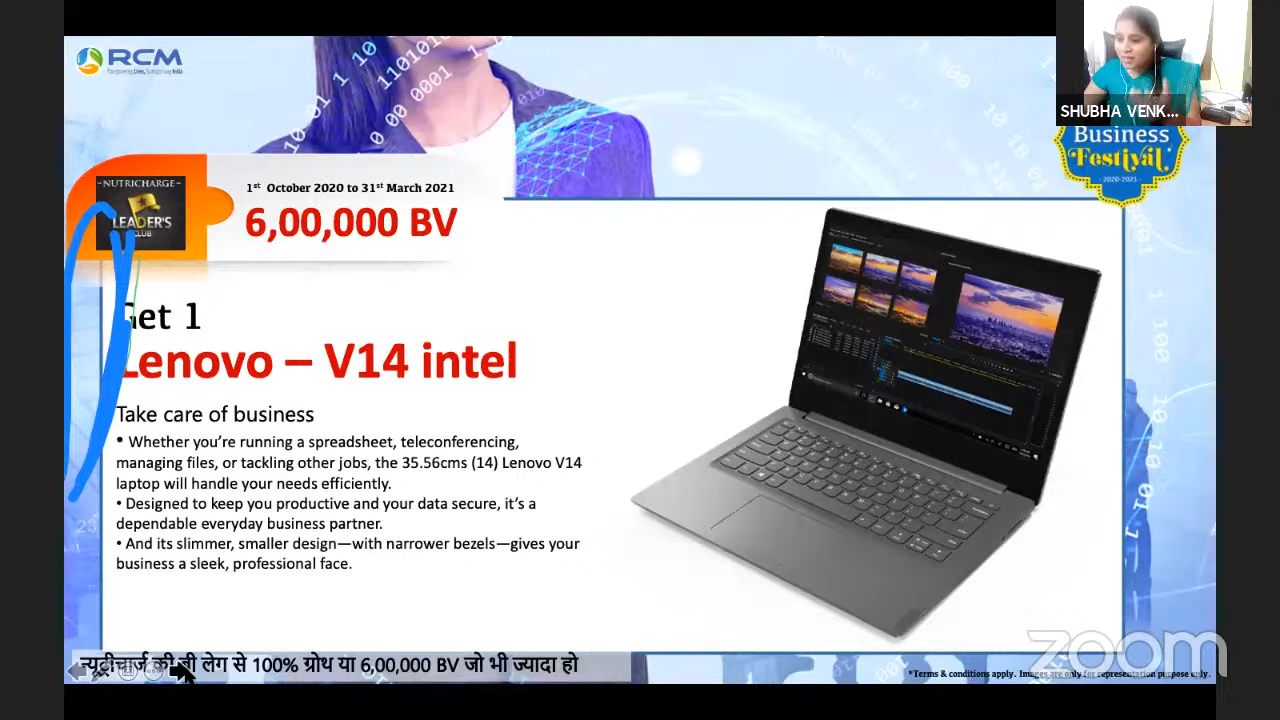 RCM
SHUBHA VENK...
Business
Festival
2020-2021
NUTRICHARGE
LEADER'S
CLUB
1st October 2020 to 31st March 2021
6,00,000 BV
Get 1
Lenovo – V14 intel
Take care of business
• Whether you're running a spreadsheet, teleconferencing,
managing files, or tackling other jobs, the 35.56cms (14) Lenovo V14
laptop will handle your needs efficiently.
• Designed to keep you productive and your data secure, it's a
dependable everyday business partner.
• And its slimmer, smaller design—with narrower bezels—gives your
business a sleek, professional face.
न्यूट्रीचार्ज की बी लेग से 100% ग्रोथ या 6,00,000 BV जो भी ज्यादा हो
zoom
*Terms & conditions apply. Images are only for representation purpose only.